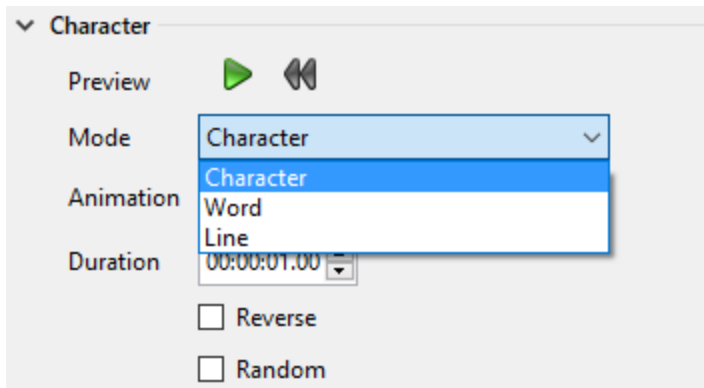 Character
Preview
Mode
Character
Character
Animation
Word
Line
Duration
00:00:01.00
Reverse
Random